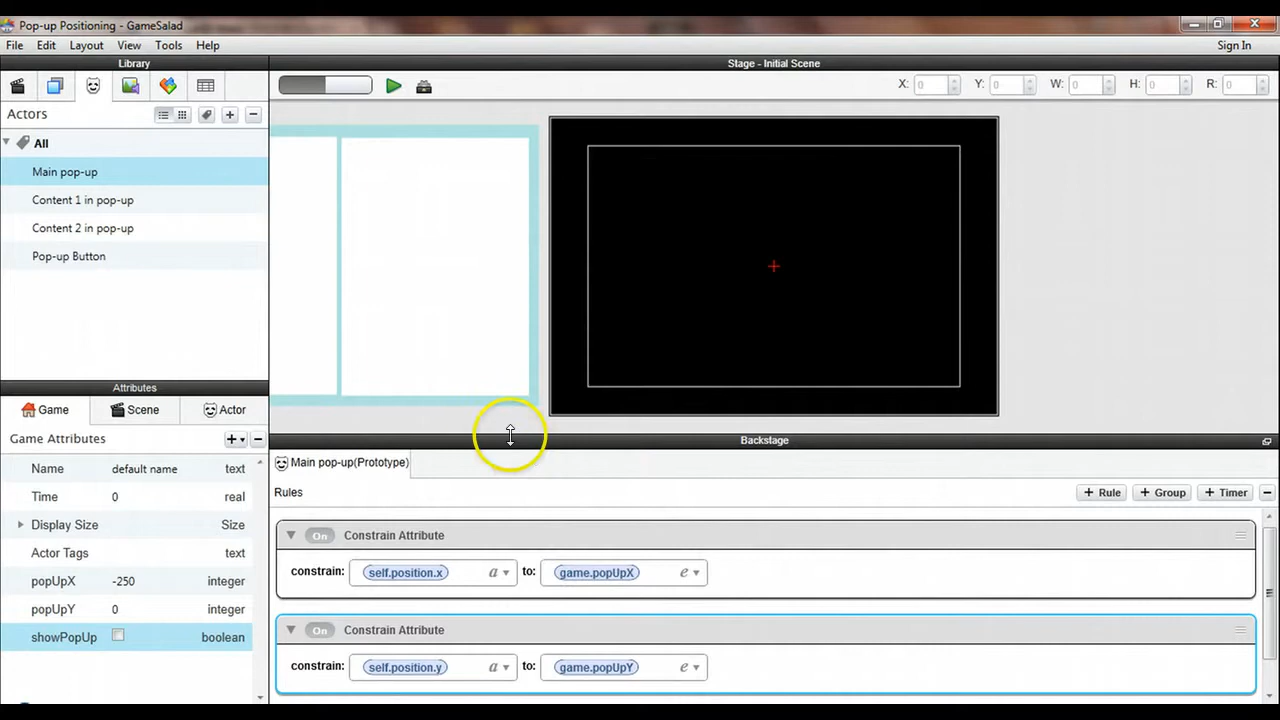 Pop-up Positioning - GameSalad
File Edit Layout View Tools Help Sign In
Library
Stage - Initial Scene
X: 0 Y: 0 W: 0 H: 0 R: 0
Actors
All
Main pop-up
Content 1 in pop-up
Content 2 in pop-up
Pop-up Button
Attributes
Game Scene Actor
Game Attributes
Name default name text
Time 0 real
Display Size Size
Actor Tags text
popUpX -250 integer
popUpY 0 integer
showPopUp boolean
Backstage
Main pop-up(Prototype)
Rules + Rule + Group + Timer
On Constrain Attribute
constrain: self.position.x a to: game.popUpX e
On Constrain Attribute
constrain: self.position.y a to: game.popUpY e